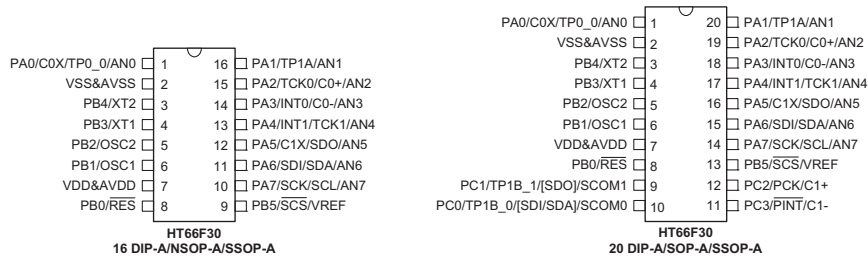 PA0/C0X/TP0_0/AN0 1 16 PA1/TP1A/AN1
VSS&AVSS 2 15 PA2/TCK0/C0+/AN2
PB4/XT2 3 14 PA3/INT0/C0-/AN3
PB3/XT1 4 13 PA4/INT1/TCK1/AN4
PB2/OSC2 5 12 PA5/C1X/SDO/AN5
PB1/OSC1 6 11 PA6/SDI/SDA/AN6
VDD&AVDD 7 10 PA7/SCK/SCL/AN7
PB0/RES 8 9 PB5/SCS/VREF
HT66F30
16 DIP-A/NSOP-A/SSOP-A
PA0/C0X/TP0_0/AN0 1 20 PA1/TP1A/AN1
VSS&AVSS 2 19 PA2/TCK0/C0+/AN2
PB4/XT2 3 18 PA3/INT0/C0-/AN3
PB3/XT1 4 17 PA4/INT1/TCK1/AN4
PB2/OSC2 5 16 PA5/C1X/SDO/AN5
PB1/OSC1 6 15 PA6/SDI/SDA/AN6
VDD&AVDD 7 14 PA7/SCK/SCL/AN7
PB0/RES 8 13 PB5/SCS/VREF
PC1/TP1B_1/[SDO]/SCOM1 9 12 PC2/PCK/C1+
PC0/TP1B_0/[SDI/SDA]/SCOM0 10 11 PC3/PINT/C1-
HT66F30
20 DIP-A/SOP-A/SSOP-A